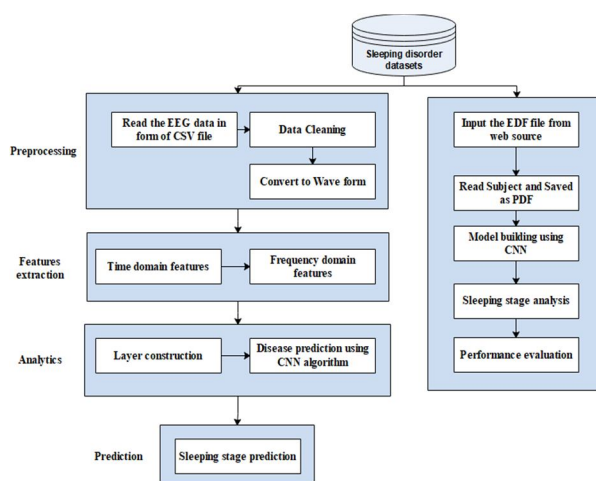 Sleeping disorder
datasets
Preprocessing
Read the EEG data in
form of CSV file
Data Cleaning
Convert to Wave form
Features
extraction
Time domain features
Frequency domain
features
Analytics
Layer construction
Disease prediction using
CNN algorithm
Prediction
Sleeping stage prediction
Input the EDF file from
web source
Read Subject and Saved
as PDF
Model building using
CNN
Sleeping stage analysis
Performance evaluation